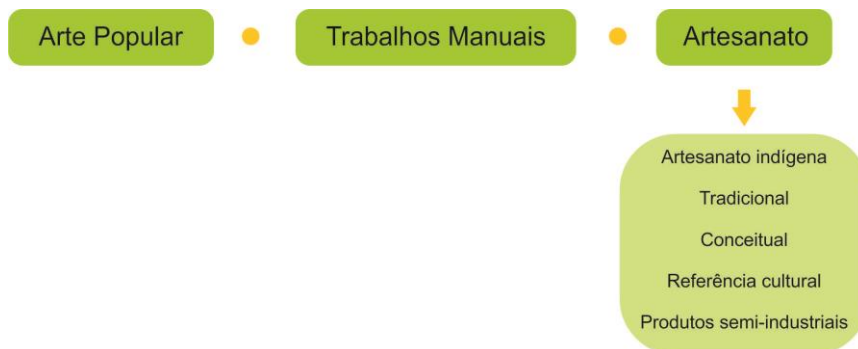 Arte Popular
Trabalhos Manuais
Artesanato
Artesanato indígena
Tradicional
Conceitual
Referência cultural
Produtos semi-industriais